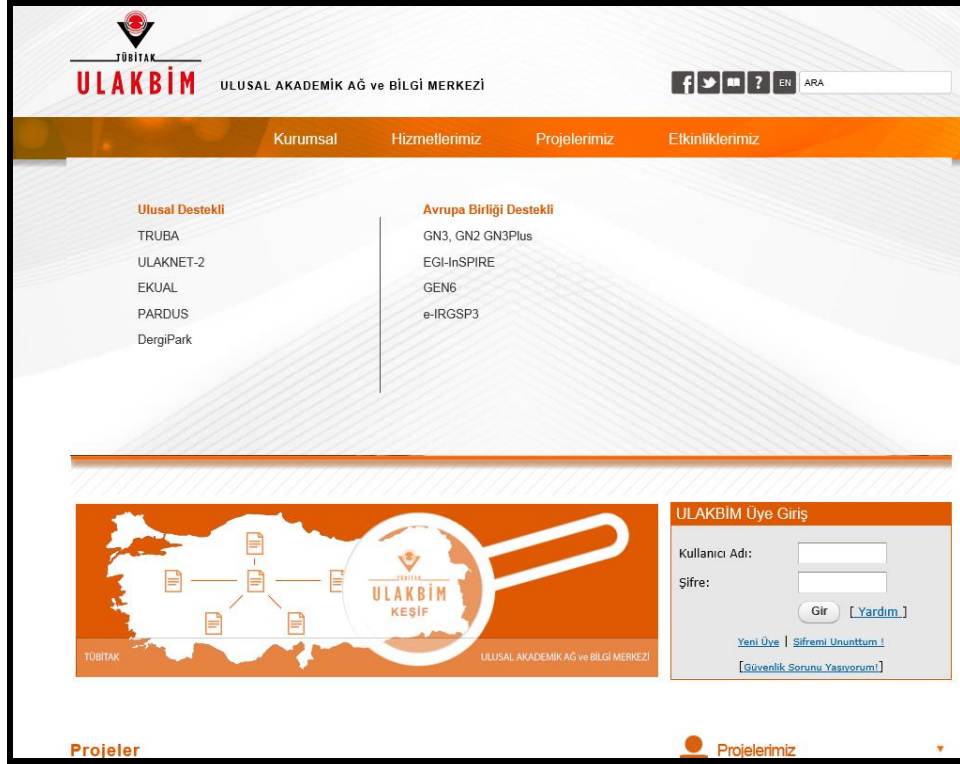 TÜBİTAK
ULAKBİM
ULUSAL AKADEMİK AĞ ve BİLGİ MERKEZİ
f ? EN ARA
Kurumsal Hizmetlerimiz Projelerimiz Etkinliklerimiz
Ulusal Destekli
TRUBA
ULAKNET-2
EKUAL
PARDUS
DergiPark
Avrupa Birliği Destekli
GN3, GN2 GN3Plus
EGI-InSPIRE
GEN6
e-IRGSP3
TÜBİTAK
ULAKBİM
KEŞİF
TÜBİTAK ULUSAL AKADEMİK AĞ ve BİLGİ MERKEZİ
ULAKBİM Üye Giriş
Kullanıcı Adı:
Şifre:
Gir [ Yardım ]
Yeni Üye | Sifremi Ununttum !
[Güvenlik Sorunu Yaşıyorum!]
Projeler
Projelerimiz